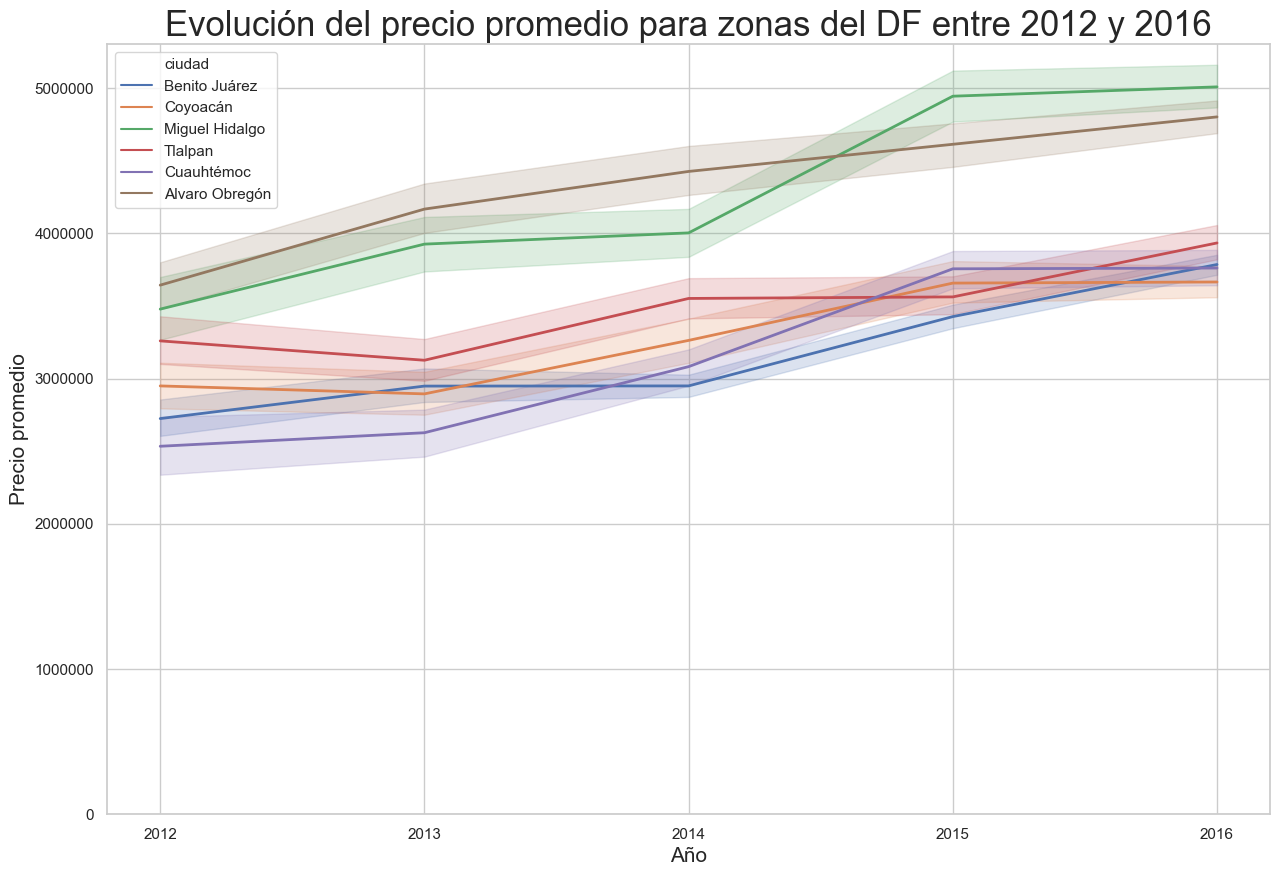 Evolución del precio promedio para zonas del DF entre 2012 y 2016
ciudad
Benito Juárez
Coyoacán
Miguel Hidalgo
Tlalpan
Cuauhtémoc
Alvaro Obregón
Precio promedio
5000000
4000000
3000000
2000000
1000000
0
2012 2013 2014 2015 2016
Año